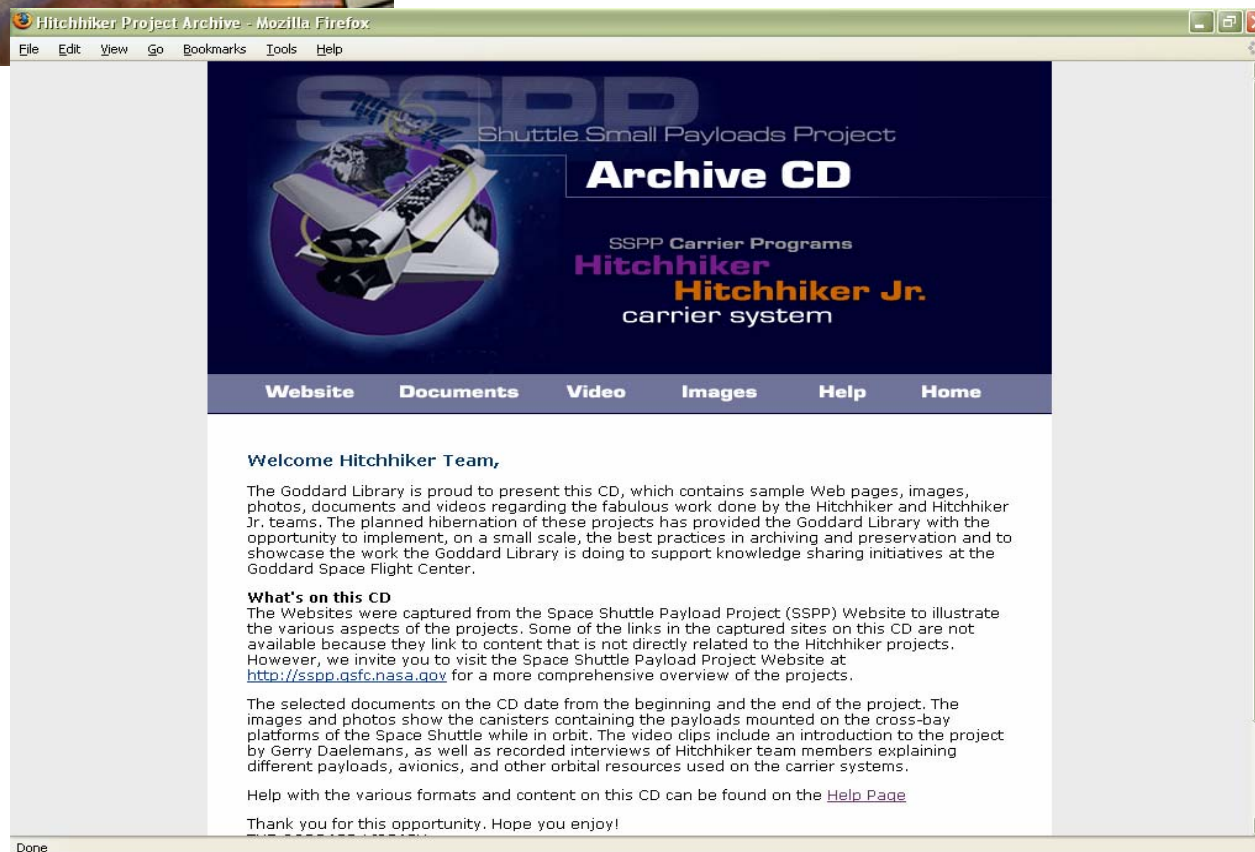 Hitchhiker Project Archive - Mozilla Firefox
File Edit View Go Bookmarks Tools Help
SSPP
Shuttle Small Payloads Project
Archive CD
SSPP Carrier Programs
Hitchhiker
Hitchhiker Jr.
carrier system
Website Documents Video Images Help Home
Welcome Hitchhiker Team,
The Goddard Library is proud to present this CD, which contains sample Web pages, images,
photos, documents and videos regarding the fabulous work done by the Hitchhiker and Hitchhiker
Jr. teams. The planned hibernation of these projects has provided the Goddard Library with the
opportunity to implement, on a small scale, the best practices in archiving and preservation and to
showcase the work the Goddard Library is doing to support knowledge sharing initiatives at the
Goddard Space Flight Center.
What's on this CD
The Websites were captured from the Space Shuttle Payload Project (SSPP) Website to illustrate
the various aspects of the projects. Some of the links in the captured sites on this CD are not
available because they link to content that is not directly related to the Hitchhiker projects.
However, we invite you to visit the Space Shuttle Payload Project Website at
http://sspp.gsfc.nasa.gov for a more comprehensive overview of the projects.
The selected documents on the CD date from the beginning and the end of the project. The
images and photos show the canisters containing the payloads mounted on the cross-bay
platforms of the Space Shuttle while in orbit. The video clips include an introduction to the project
by Gerry Daelemans, as well as recorded interviews of Hitchhiker team members explaining
different payloads, avionics, and other orbital resources used on the carrier systems.
Help with the various formats and content on this CD can be found on the Help Page
Thank you for this opportunity. Hope you enjoy!
Done